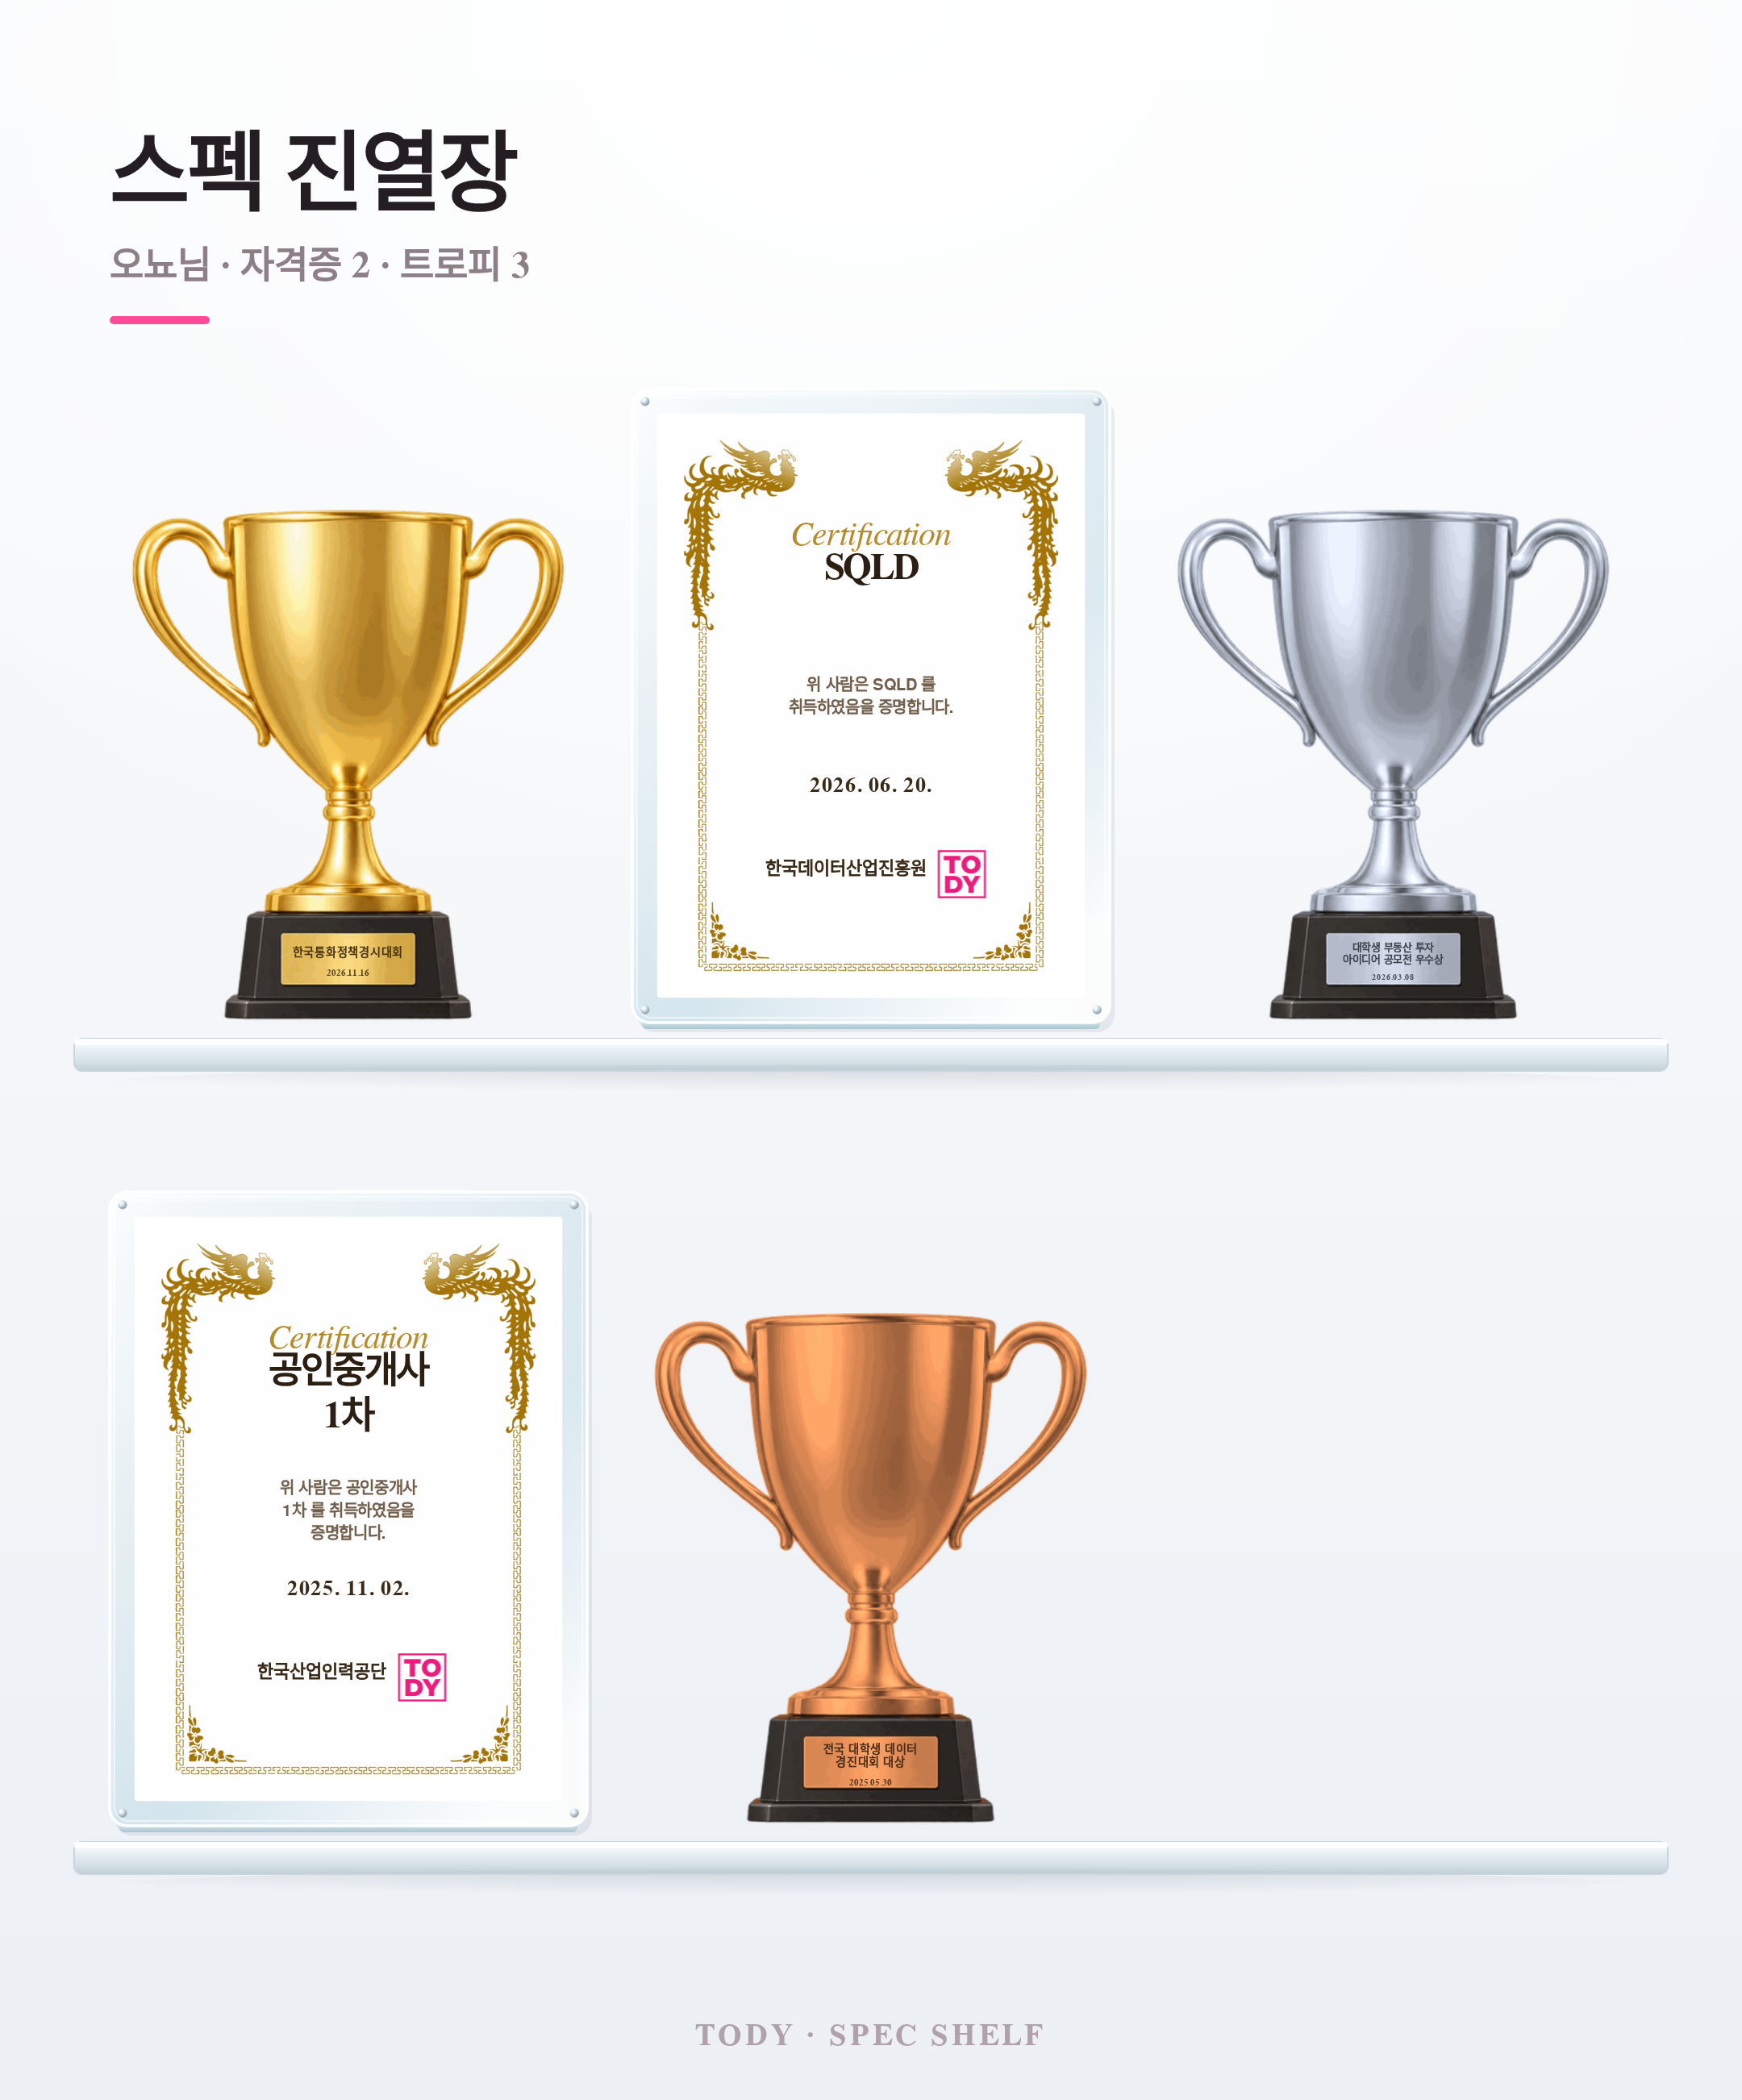 스펙 진열장
오뇨님 · 자격증 2 · 트로피 3
한국통화정책경시대회
2026.11.16
Certification
SQLD
위 사람은 SQLD 를
취득하였음을 증명합니다.
2026. 06. 20.
한국데이터산업진흥원
TO
DY
대학생 부동산 투자
아이디어 공모전 우수상
2026.03.08
Certification
공인중개사
1차
위 사람은 공인중개사
1차 를 취득하였음을
증명합니다.
2025. 11. 02.
한국산업인력공단
TO
DY
전국 대학생 데이터
경진대회 대상
2025.05.30
TODY · SPEC SHELF